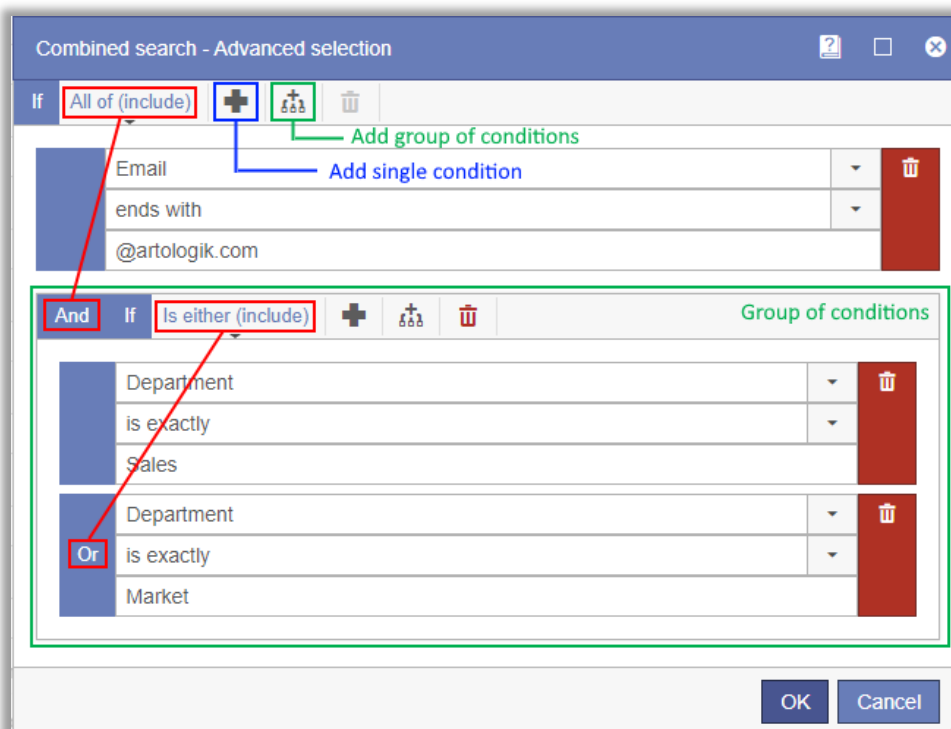 Combined search - Advanced selection
If All of (include)
Add group of conditions
Add single condition
Email
ends with
@artologik.com
And If Is either (include) Group of conditions
Department
is exactly
Sales
Department
Or is exactly
Market
OK Cancel